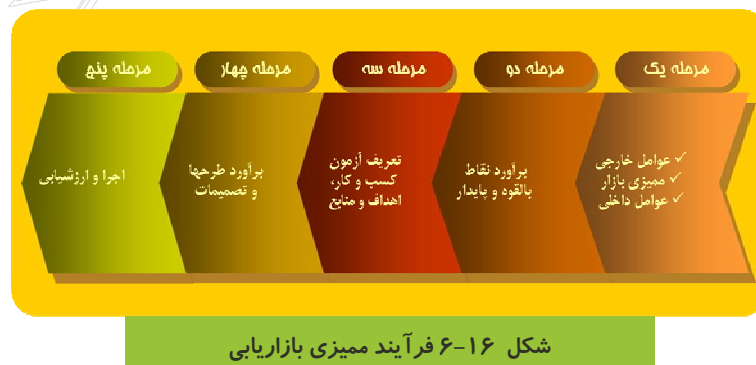 مرحله یک
مرحله دو
مرحله سه
مرحله چهار
مرحله پنج
✓ عوامل خارجی
✓ ممیزی بازار
✓ عوامل داخلی
برآورد نقاط
بالقوه و پایدار
تعریف آزمون
کسب و کار،
اهداف و منابع
برآورد طرحها
و تصمیمات
اجرا و ارزشیابی
شکل ۱۶-۶ فرآیند ممیزی بازاریابی